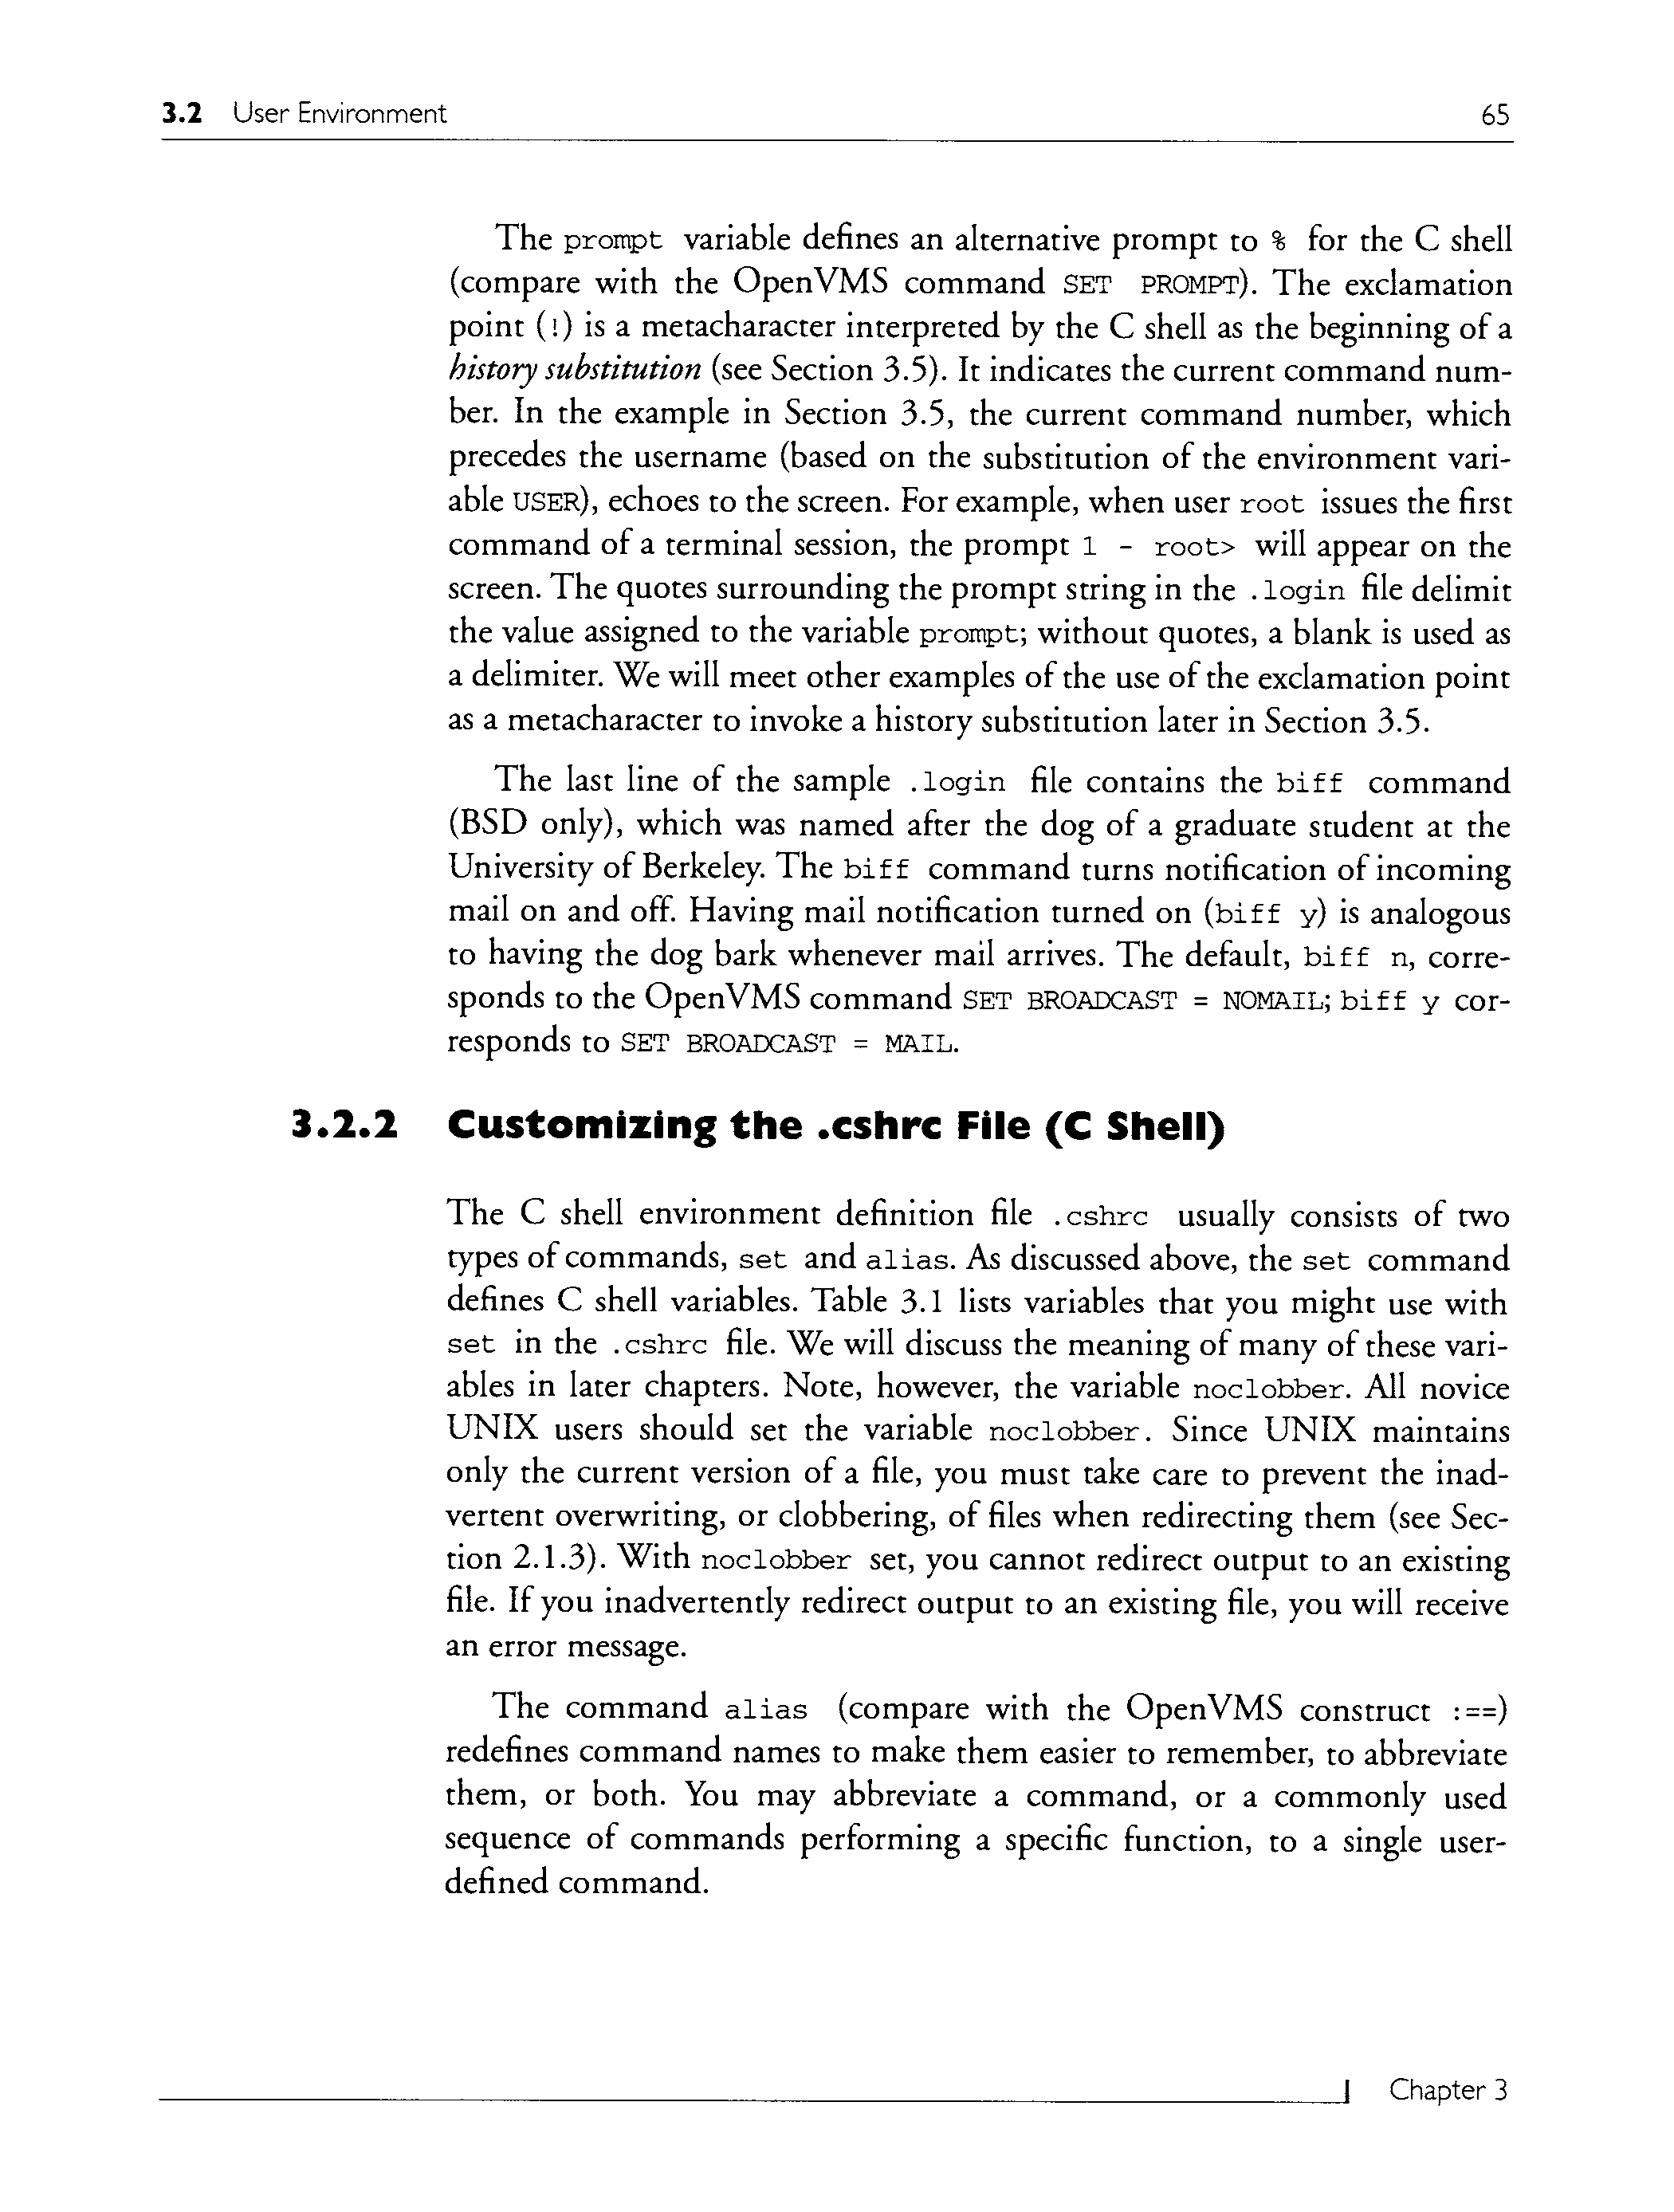 3.2 User Environment 65
The prompt variable defines an alternative prompt to % for the C shell
(compare with the OpenVMS command SET PROMPT). The exclamation
point (!) is a metacharacter interpreted by the C shell as the beginning of a
history substitution (see Section 3.5). It indicates the current command num-
ber. In the example in Section 3.5, the current command number, which
precedes the username (based on the substitution of the environment vari-
able USER), echoes to the screen. For example, when user root issues the first
command of a terminal session, the prompt 1 - root> will appear on the
screen. The quotes surrounding the prompt string in the .login file delimit
the value assigned to the variable prompt; without quotes, a blank is used as
a delimiter. We will meet other examples of the use of the exclamation point
as a metacharacter to invoke a history substitution later in Section 3.5.
The last line of the sample .login file contains the biff command
(BSD only), which was named after the dog of a graduate student at the
University of Berkeley. The biff command turns notification of incoming
mail on and off. Having mail notification turned on (biff y) is analogous
to having the dog bark whenever mail arrives. The default, biff n, corre-
sponds to the OpenVMS command SET BROADCAST = NOMAIL; biff y cor-
responds to SET BROADCAST = MAIL.
3.2.2 Customizing the .cshrc File (C Shell)
The C shell environment definition file .cshrc usually consists of two
types of commands, set and alias. As discussed above, the set command
defines C shell variables. Table 3.1 lists variables that you might use with
set in the .cshrc file. We will discuss the meaning of many of these vari-
ables in later chapters. Note, however, the variable noclobber. All novice
UNIX users should set the variable noclobber. Since UNIX maintains
only the current version of a file, you must take care to prevent the inad-
vertent overwriting, or clobbering, of files when redirecting them (see Sec-
tion 2.1.3). With noclobber set, you cannot redirect output to an existing
file. If you inadvertently redirect output to an existing file, you will receive
an error message.
The command alias (compare with the OpenVMS construct :==)
redefines command names to make them easier to remember, to abbreviate
them, or both. You may abbreviate a command, or a commonly used
sequence of commands performing a specific function, to a single user-
defined command.
Chapter 3